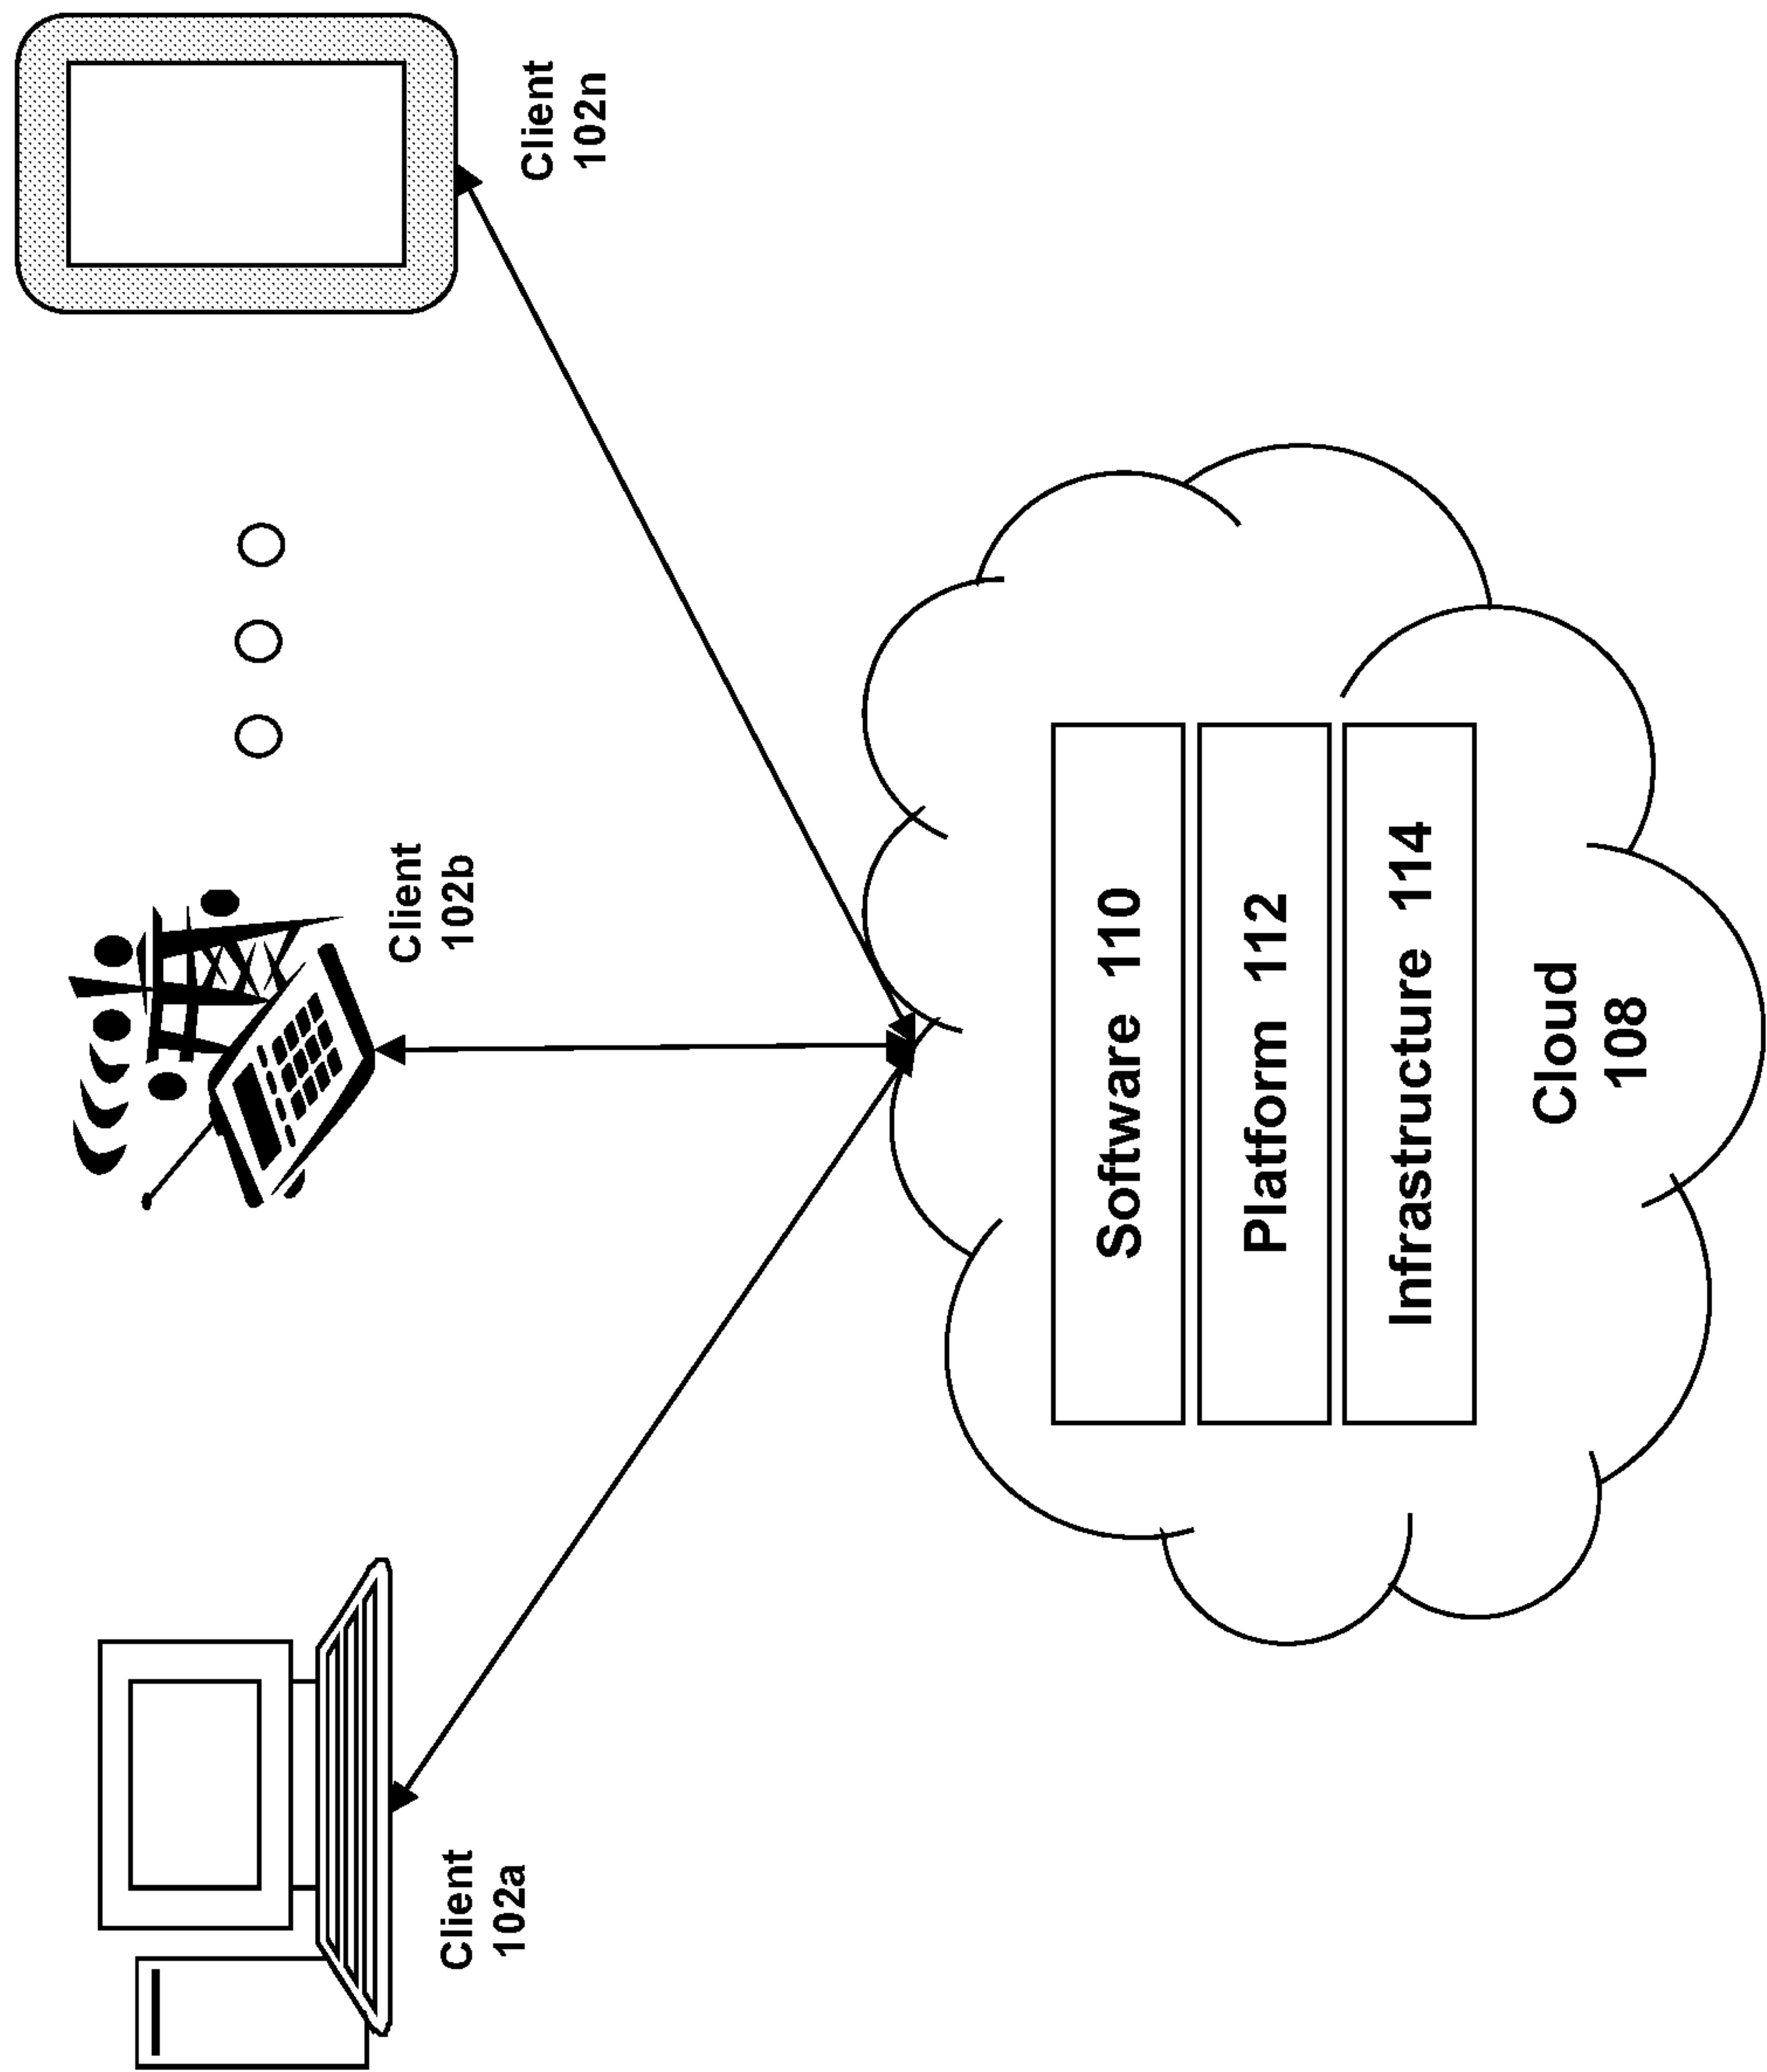 Client
102a
Client
102b
Client
102n
Software 110
Platform 112
Infrastructure 114
Cloud
108